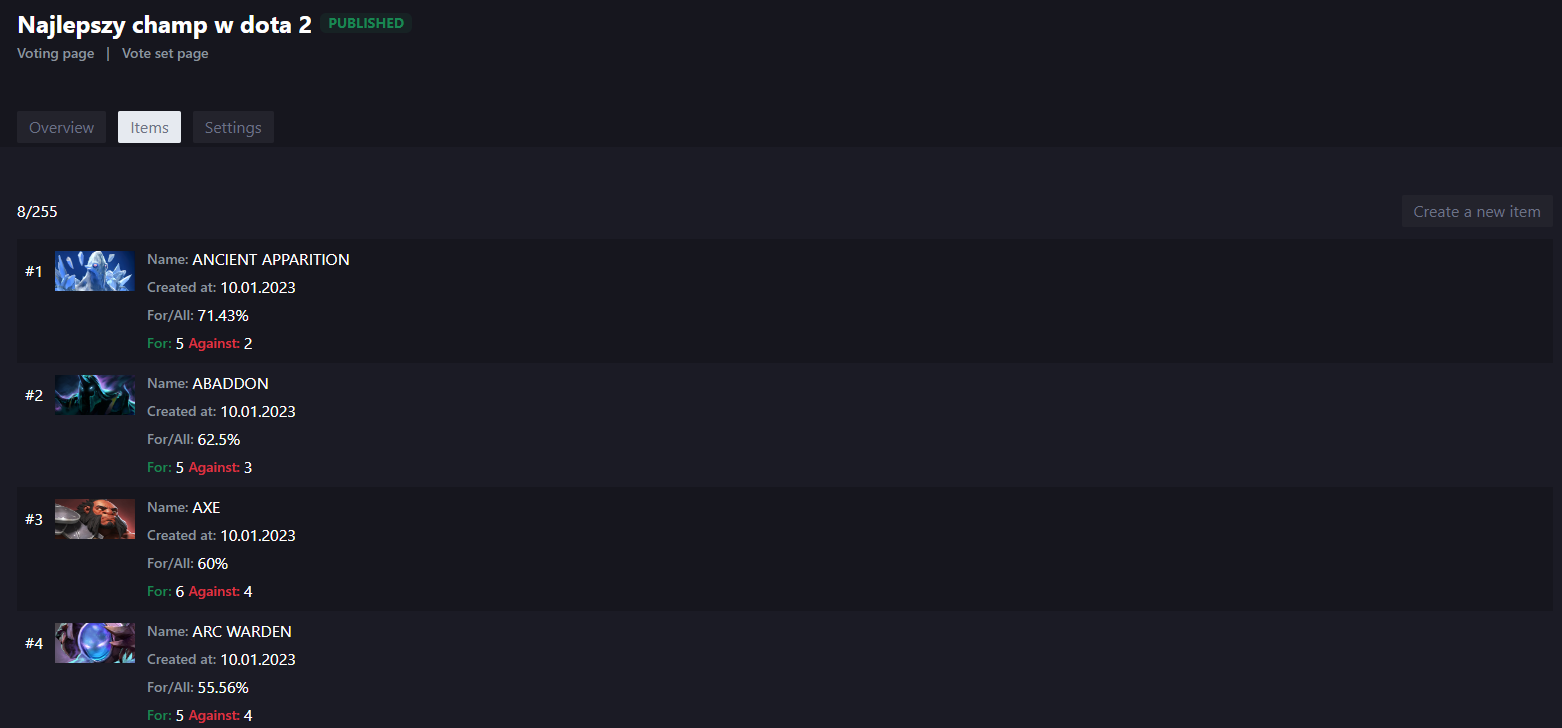 Najlepszy champ w dota 2 PUBLISHED
Voting page | Vote set page
Overview Items Settings
8/255 Create a new item
#1 Name: ANCIENT APPARITION
Created at: 10.01.2023
For/All: 71.43%
For: 5 Against: 2
#2 Name: ABADDON
Created at: 10.01.2023
For/All: 62.5%
For: 5 Against: 3
#3 Name: AXE
Created at: 10.01.2023
For/All: 60%
For: 6 Against: 4
#4 Name: ARC WARDEN
Created at: 10.01.2023
For/All: 55.56%
For: 5 Against: 4